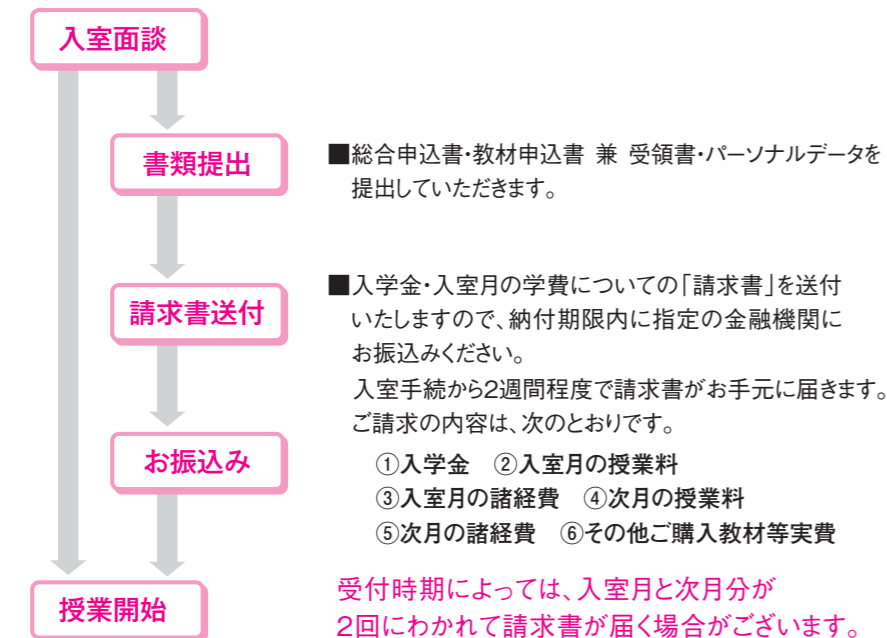 入室面談
書類提出
■総合申込書・教材申込書 兼 受領書・パーソナルデータを
提出していただきます。
請求書送付
■入学金・入室月の学費についての「請求書」を送付
いたしますので、納付期限内に指定の金融機関に
お振込みください。
入室手続から2週間程度で請求書がお手元に届きます。
ご請求の内容は、次のとおりです。
お振込み
①入学金 ②入室月の授業料
③入室月の諸経費 ④次月の授業料
⑤次月の諸経費 ⑥その他ご購入教材等実費
授業開始
受付時期によっては、入室月と次月分が
2回にわかれて請求書が届く場合がございます。